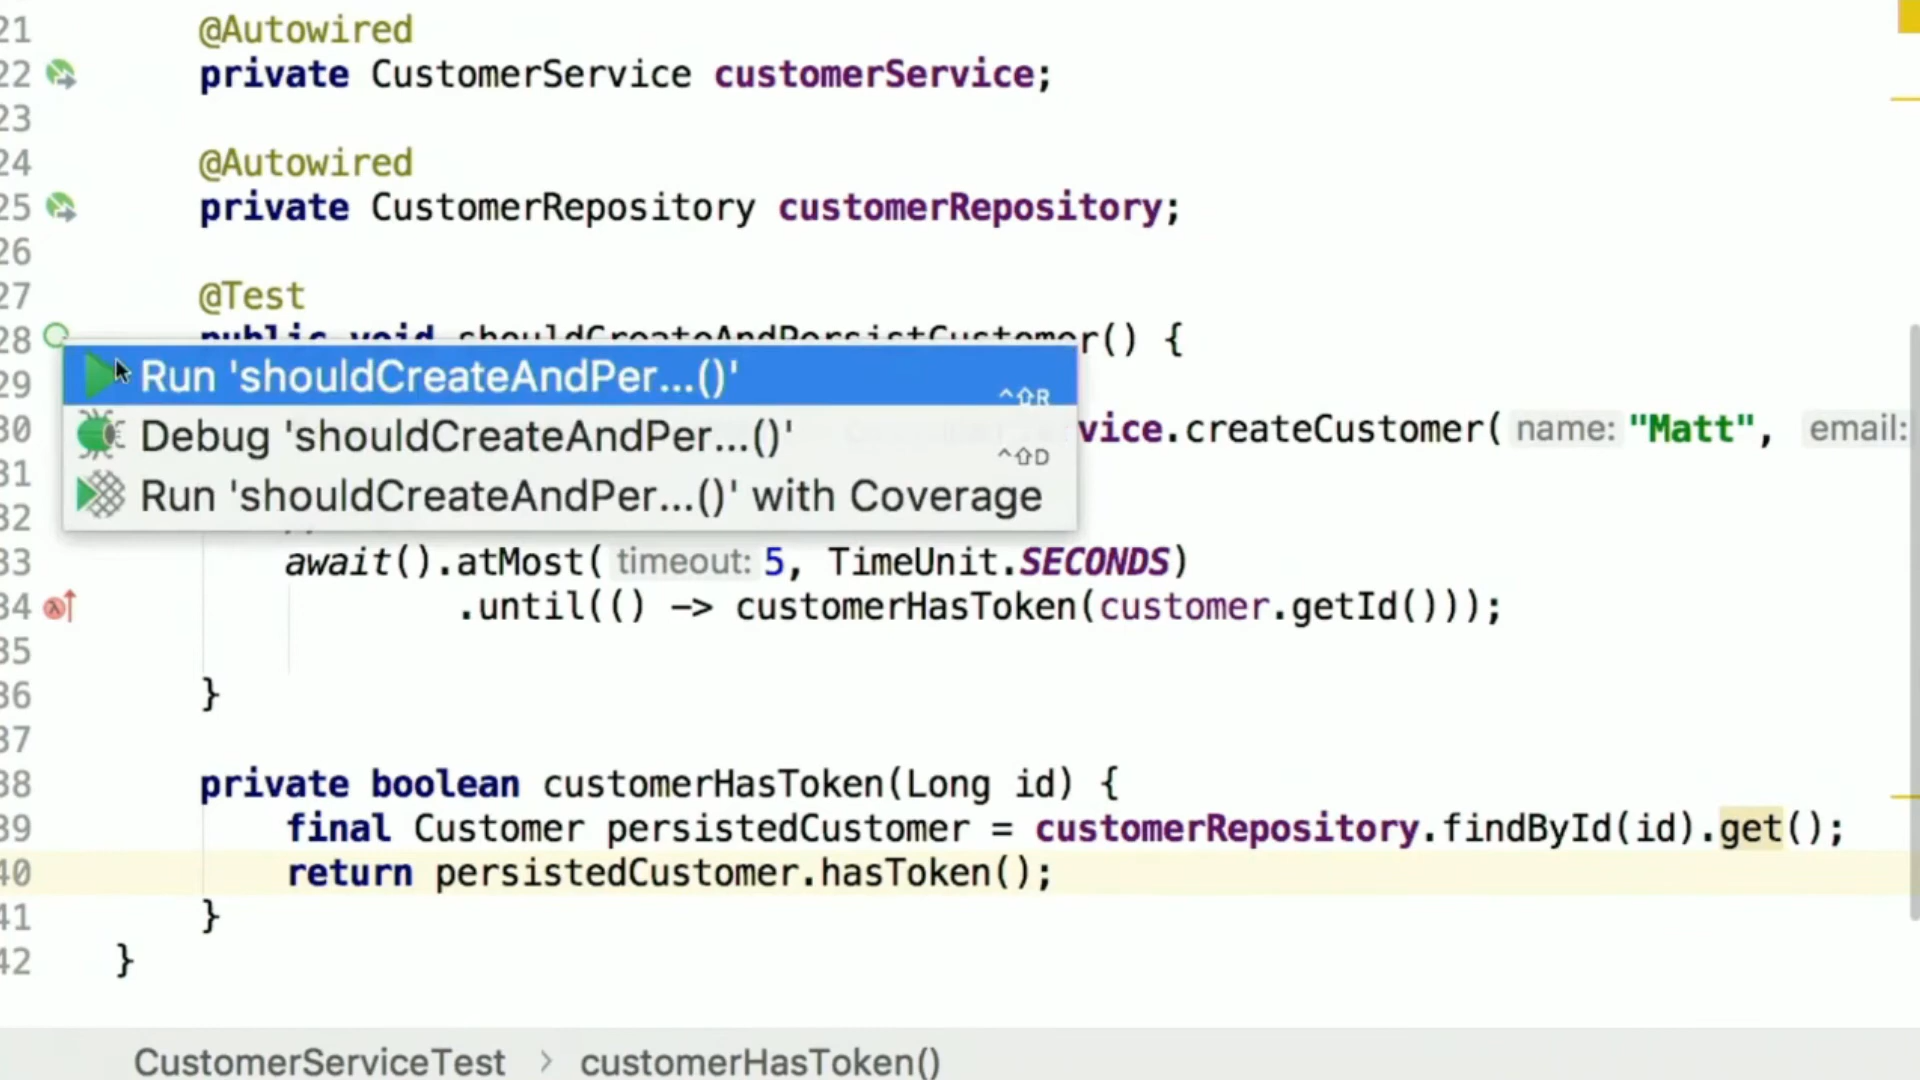 21 @Autowired
22 private CustomerService customerService;
23
24 @Autowired
25 private CustomerRepository customerRepository;
26
27 @Test
28 public void shouldCreateAndPersistCustomer() {
29 Run 'shouldCreateAndPer...()' ^⇧R
30 Debug 'shouldCreateAndPer...()' ^⇧D vice.createCustomer( name: "Matt", email:
31
32 Run 'shouldCreateAndPer...()' with Coverage
33 await().atMost( timeout: 5, TimeUnit.SECONDS)
34 .until(() -> customerHasToken(customer.getId()));
35
36 }
37
38 private boolean customerHasToken(Long id) {
39 final Customer persistedCustomer = customerRepository.findById(id).get();
40 return persistedCustomer.hasToken();
41 }
42 }
CustomerServiceTest > customerHasToken()